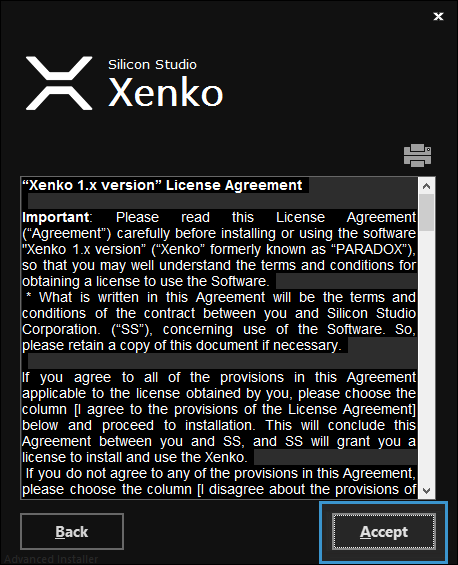 Silicon Studio
Xenko
“Xenko 1.x version” License Agreement
Important: Please read this License Agreement
(“Agreement”) carefully before installing or using the software
"Xenko 1.x version” (“Xenko” formerly known as “PARADOX”),
so that you may well understand the terms and conditions for
obtaining a license to use the Software.
* What is written in this Agreement will be the terms and
conditions of the contract between you and Silicon Studio
Corporation. (“SS”), concerning use of the Software. So,
please retain a copy of this document if necessary.
If you agree to all of the provisions in this Agreement
applicable to the license obtained by you, please choose the
column [I agree to the provisions of the License Agreement]
below and proceed to installation. This will conclude this
Agreement between you and SS, and SS will grant you a
license to install and use the Xenko.
If you do not agree to any of the provisions in this Agreement,
please choose the column [I disagree about the provisions of
Back
Accept
Advanced Installer